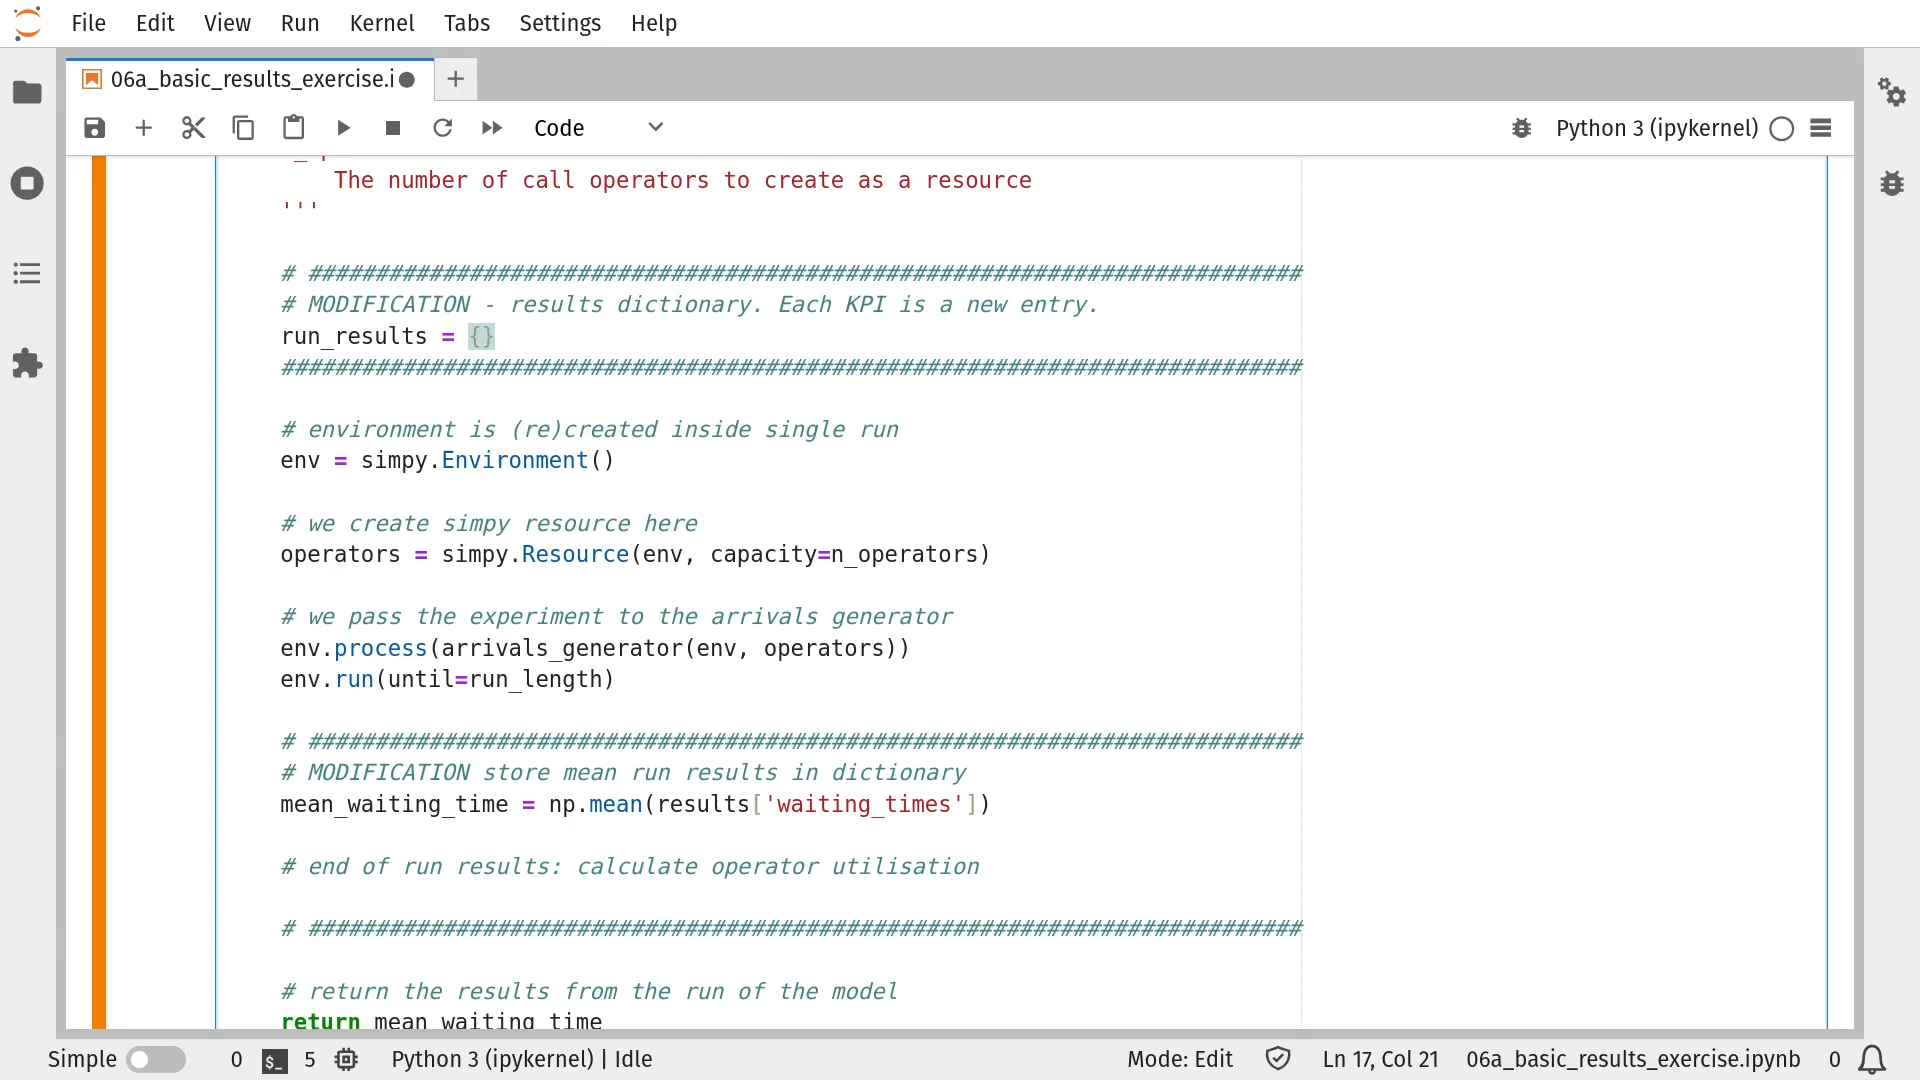 File Edit View Run Kernel Tabs Settings Help
06a_basic_results_exercise.i
Code
Python 3 (ipykernel)
The number of call operators to create as a resource
'''
# ##########################################################################
# MODIFICATION - results dictionary. Each KPI is a new entry.
run_results = {}
############################################################################
# environment is (re)created inside single run
env = simpy.Environment()
# we create simpy resource here
operators = simpy.Resource(env, capacity=n_operators)
# we pass the experiment to the arrivals generator
env.process(arrivals_generator(env, operators))
env.run(until=run_length)
# ##########################################################################
# MODIFICATION store mean run results in dictionary
mean_waiting_time = np.mean(results['waiting_times'])
# end of run results: calculate operator utilisation
# ##########################################################################
# return the results from the run of the model
return mean_waiting_time
Simple 0 $_ 5 Python 3 (ipykernel) | Idle Mode: Edit Ln 17, Col 21 06a_basic_results_exercise.ipynb 0